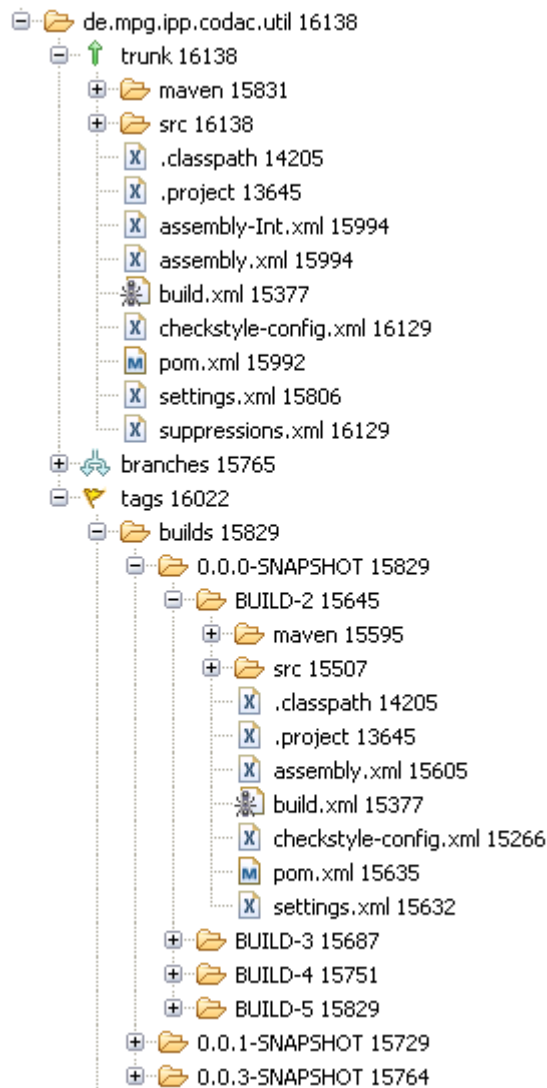 de.mpg.ipp.codac.util 16138
trunk 16138
maven 15831
src 16138
.classpath 14205
.project 13645
assembly-Int.xml 15994
assembly.xml 15994
build.xml 15377
checkstyle-config.xml 16129
pom.xml 15992
settings.xml 15806
suppressions.xml 16129
branches 15765
tags 16022
builds 15829
0.0.0-SNAPSHOT 15829
BUILD-2 15645
maven 15595
src 15507
.classpath 14205
.project 13645
assembly.xml 15605
build.xml 15377
checkstyle-config.xml 15266
pom.xml 15635
settings.xml 15632
BUILD-3 15687
BUILD-4 15751
BUILD-5 15829
0.0.1-SNAPSHOT 15729
0.0.3-SNAPSHOT 15764